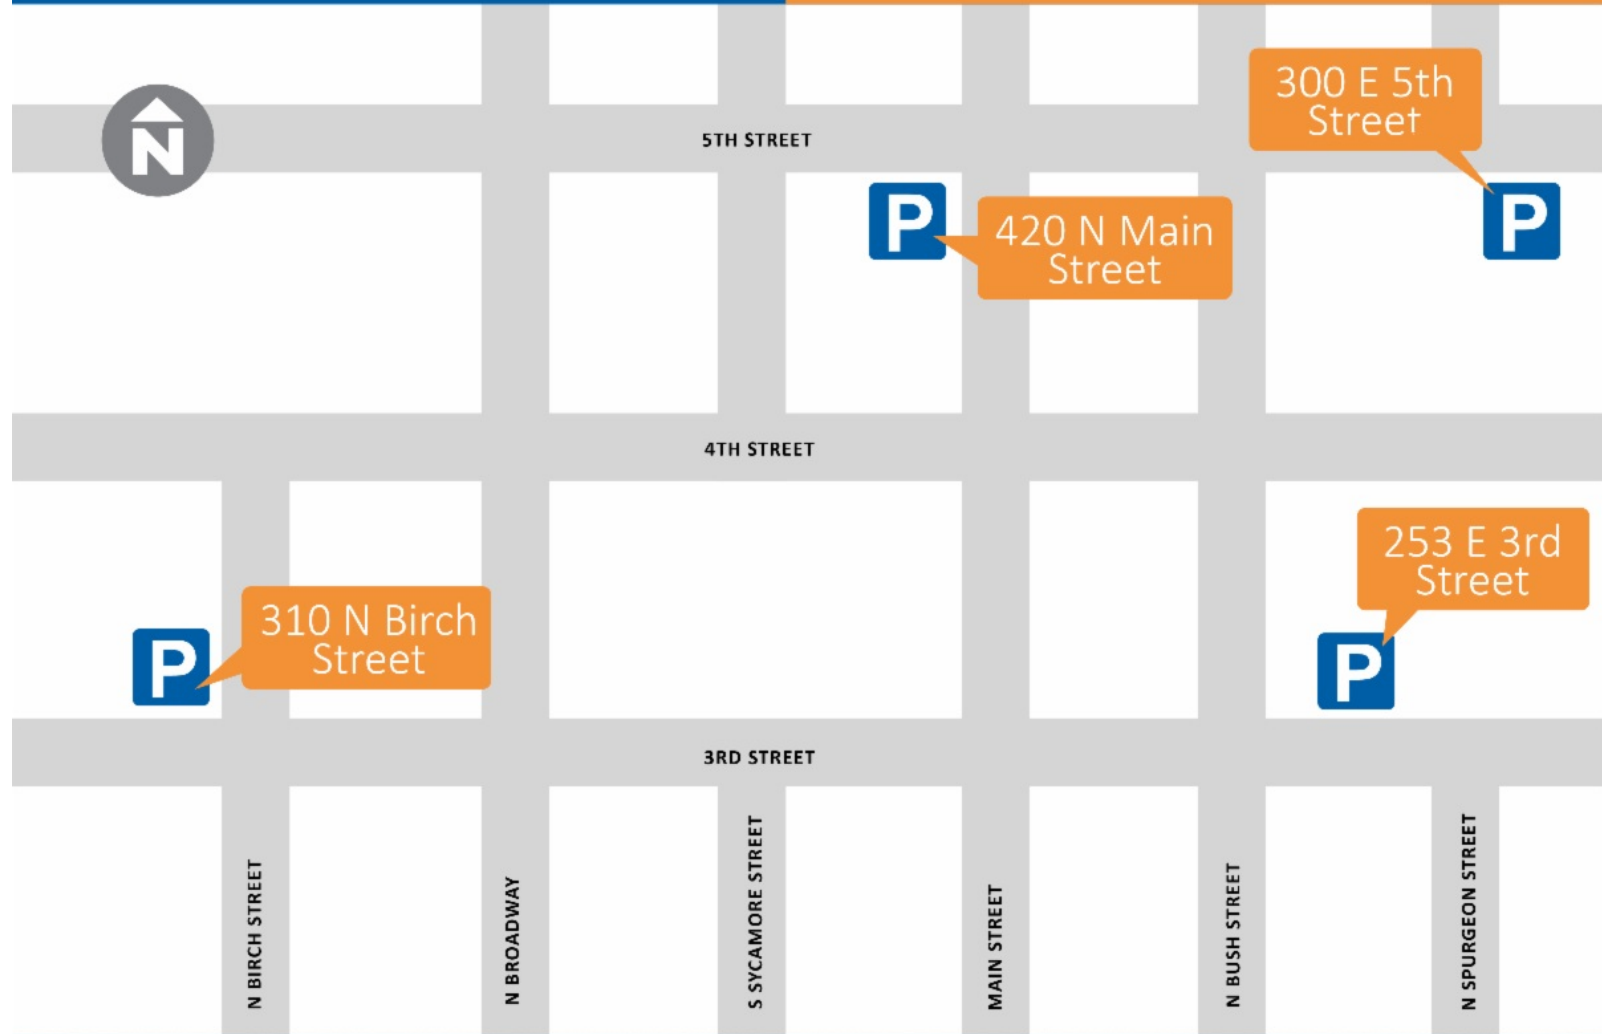 300 E 5th
Street
N
5TH STREET
P
P
420 N Main
Street
4TH STREET
253 E 3rd
Street
310 N Birch
Street
P
P
3RD STREET
N BIRCH STREET
N BROADWAY
S SYCAMORE STREET
MAIN STREET
N BUSH STREET
N SPURGEON STREET